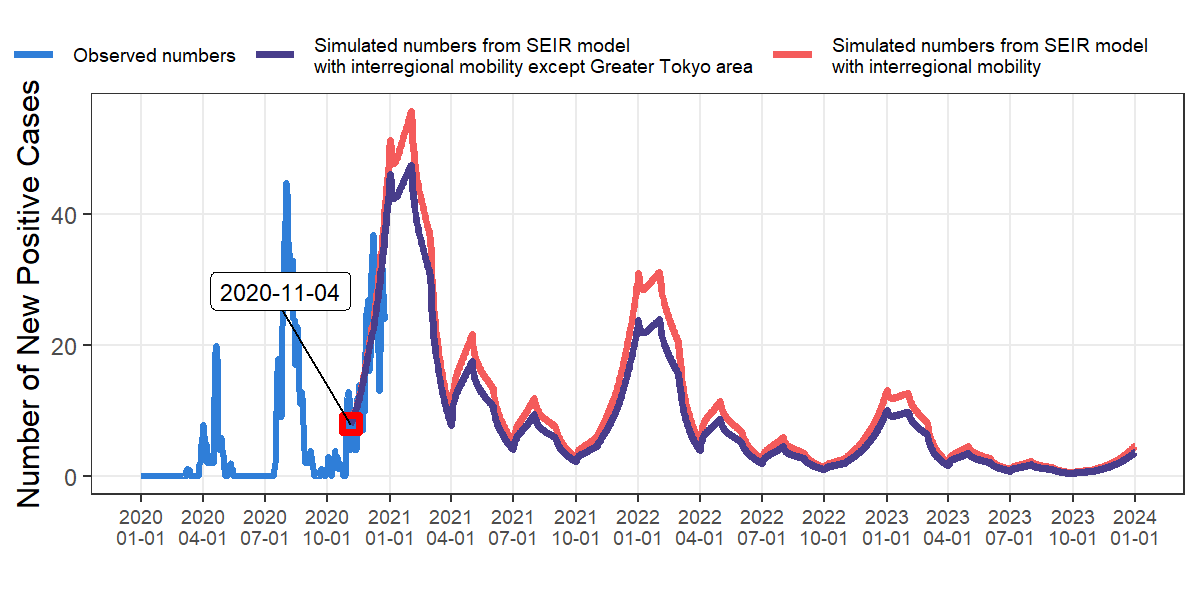 Observed numbers
Simulated numbers from SEIR model
with interregional mobility except Greater Tokyo area
Simulated numbers from SEIR model
with interregional mobility
Number of New Positive Cases
40
20
0
2020-11-04
2020 2020 2020 2020 2021 2021 2021 2021 2022 2022 2022 2022 2023 2023 2023 2023 2024
01-01 04-01 07-01 10-01 01-01 04-01 07-01 10-01 01-01 04-01 07-01 10-01 01-01 04-01 07-01 10-01 01-01